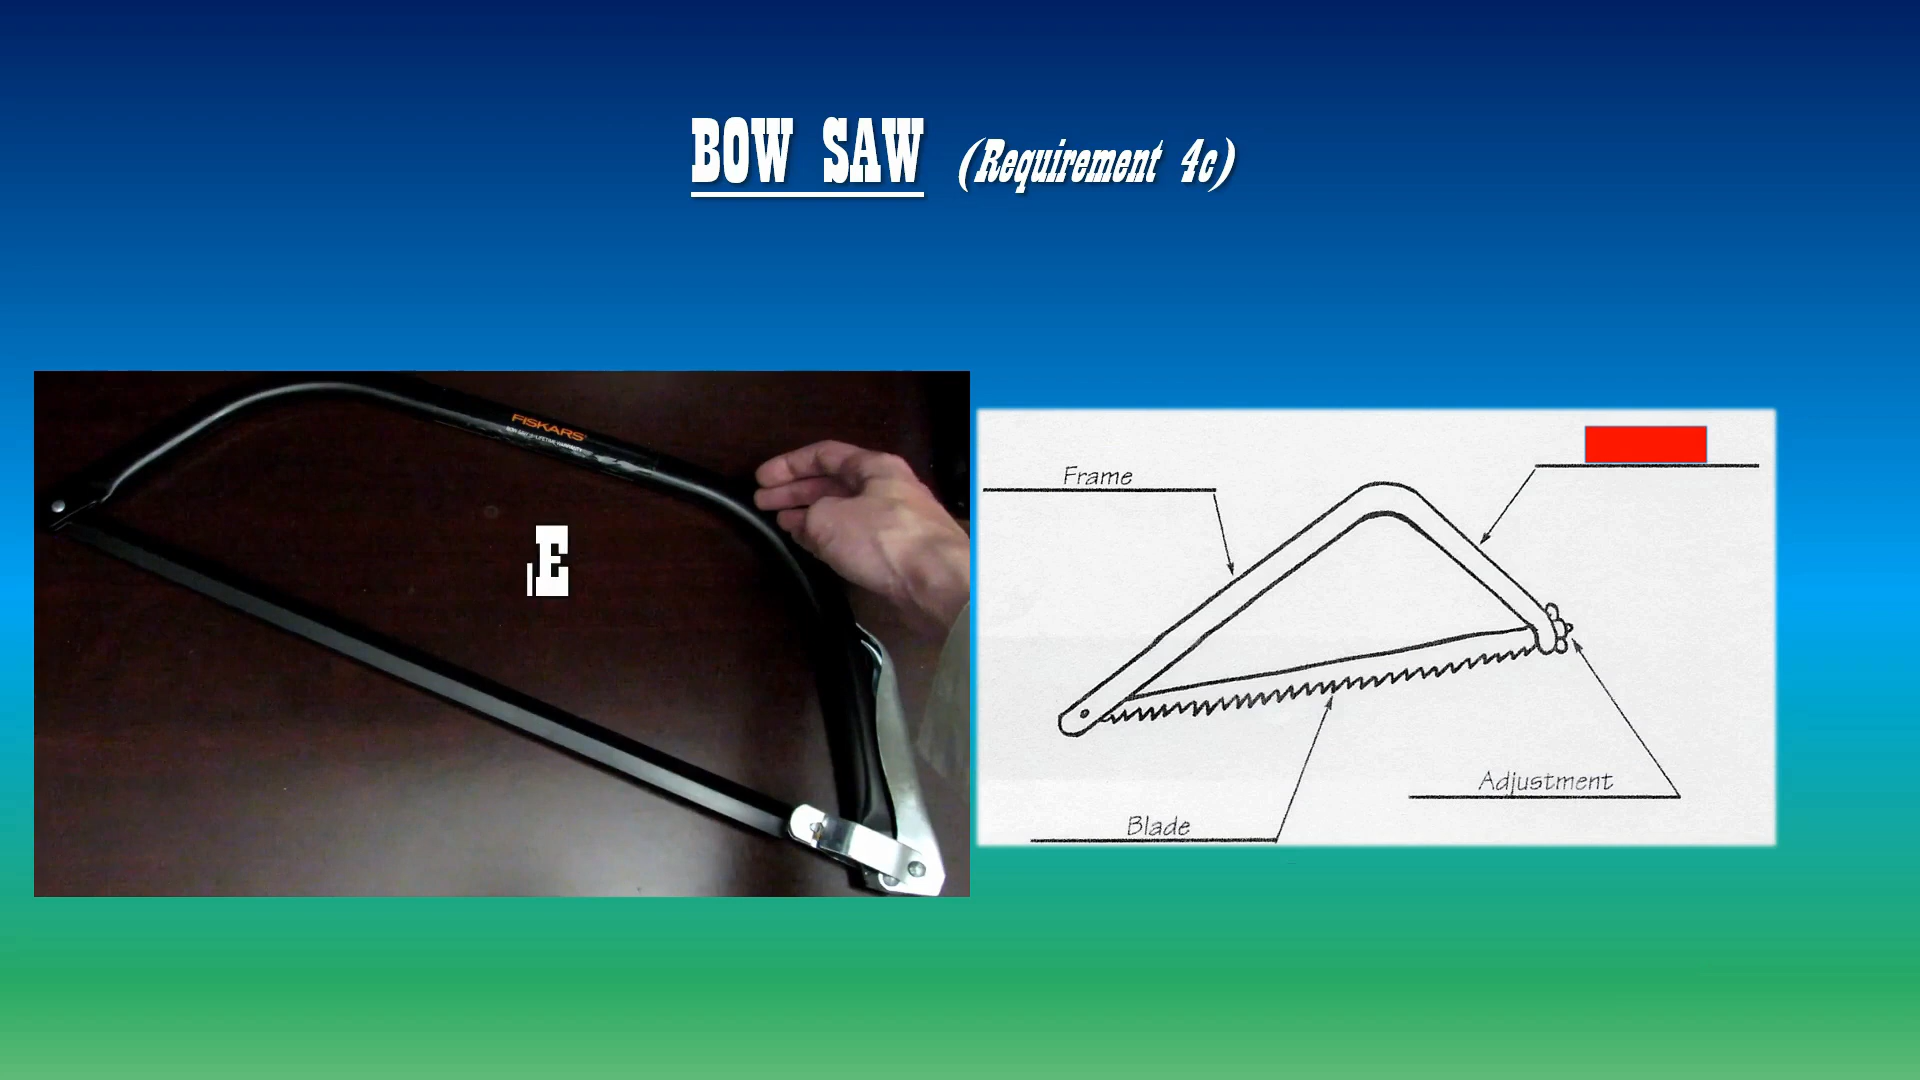 BOW SAW (Requirement 4c)
FISKARS
E
Frame
Adjustment
Blade